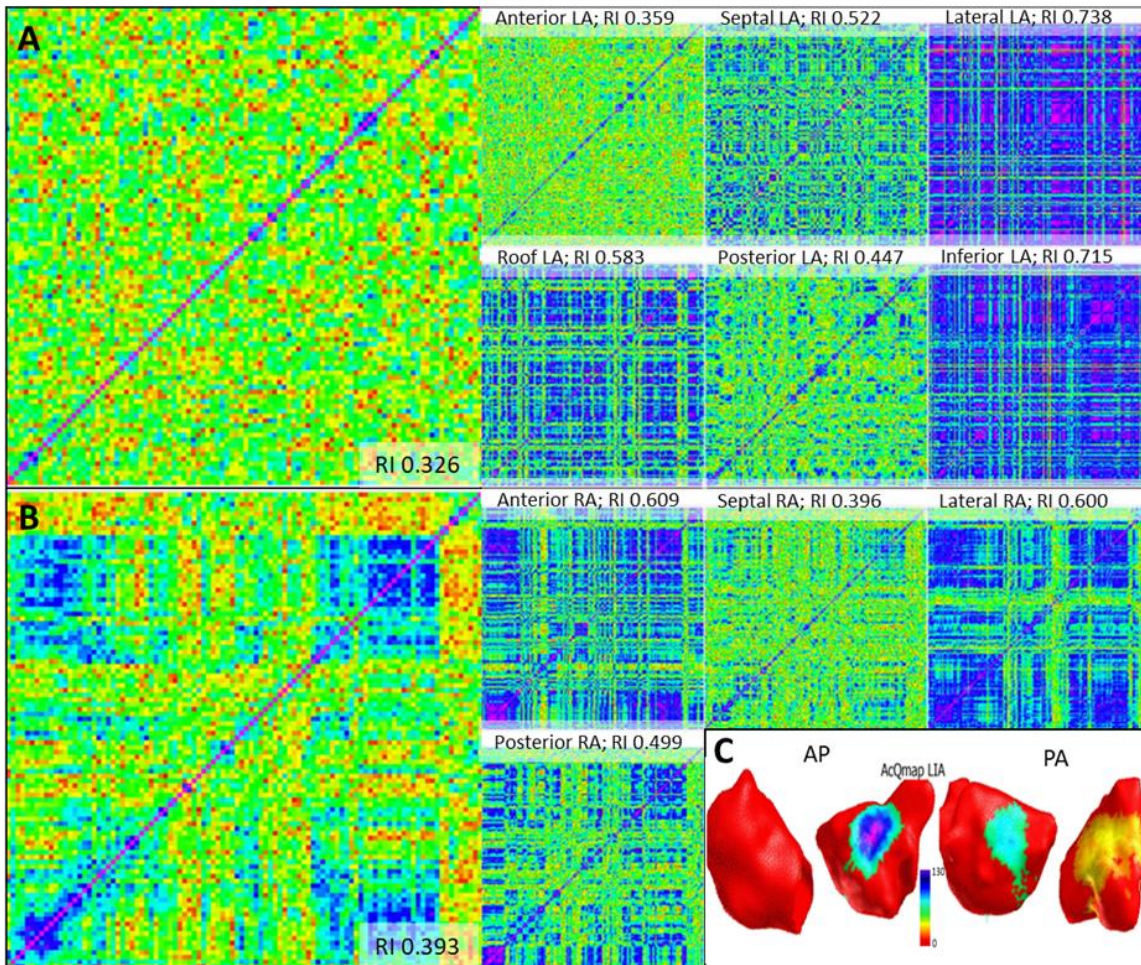 A
Anterior LA; RI 0.359
Septal LA; RI 0.522
Lateral LA; RI 0.738
Roof LA; RI 0.583
Posterior LA; RI 0.447
Inferior LA; RI 0.715
RI 0.326
B
Anterior RA; RI 0.609
Septal RA; RI 0.396
Lateral RA; RI 0.600
Posterior RA; RI 0.499
RI 0.393
C
AP
PA
AcQmap LIA
130
0